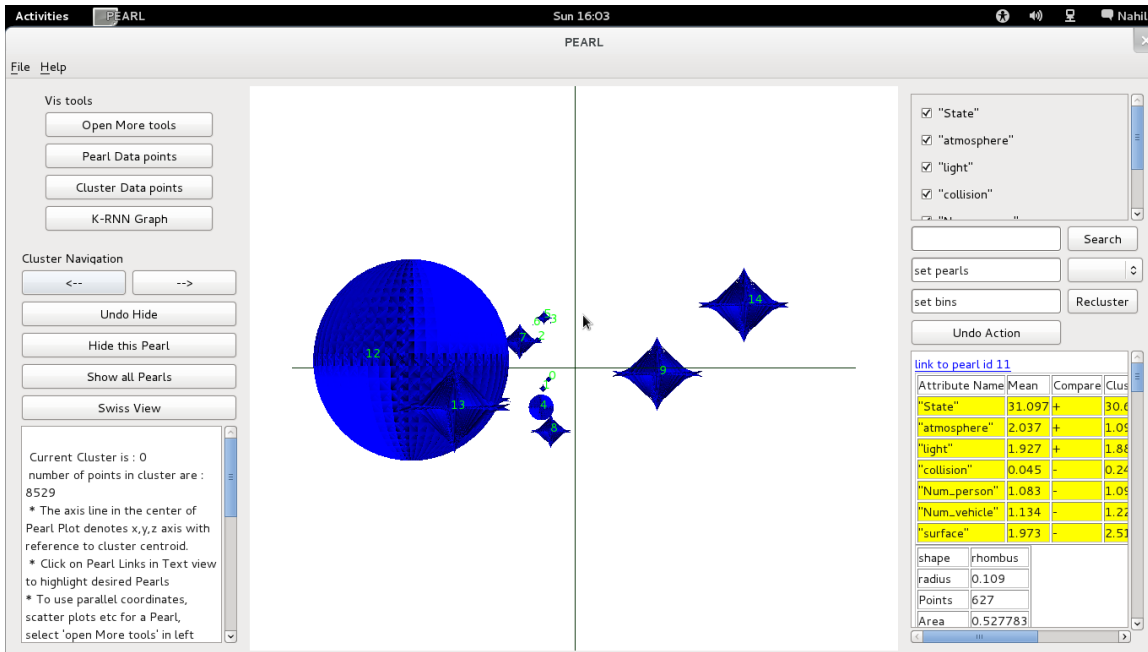 Activities PEARL Sun 16:03 Nahil
PEARL
File Help
Vis tools
Open More tools
Pearl Data points
Cluster Data points
K-RNN Graph
Cluster Navigation
<-- -->
Undo Hide
Hide this Pearl
Show all Pearls
Swiss View
Current Cluster is : 0
number of points in cluster are :
8529
* The axis line in the center of
Pearl Plot denotes x,y,z axis with
reference to cluster centroid.
* Click on Pearl Links in Text view
to highlight desired Pearls
* To use parallel coordinates,
scatter plots etc for a Pearl,
select 'open More tools' in left
12
13
7
6
5
3
2
0
1
4
8
9
14
"State"
"atmosphere"
"light"
"collision"
Search
set pearls
set bins Recluster
Undo Action
link to pearl id 11
Attribute Name Mean Compare Clus
"State" 31.097 + 30.6
"atmosphere" 2.037 + 1.09
"light" 1.927 + 1.88
"collision" 0.045 - 0.24
"Num_person" 1.083 - 1.09
"Num_vehicle" 1.134 - 1.22
"surface" 1.973 - 2.51
shape rhombus
radius 0.109
Points 627
Area 0.527783